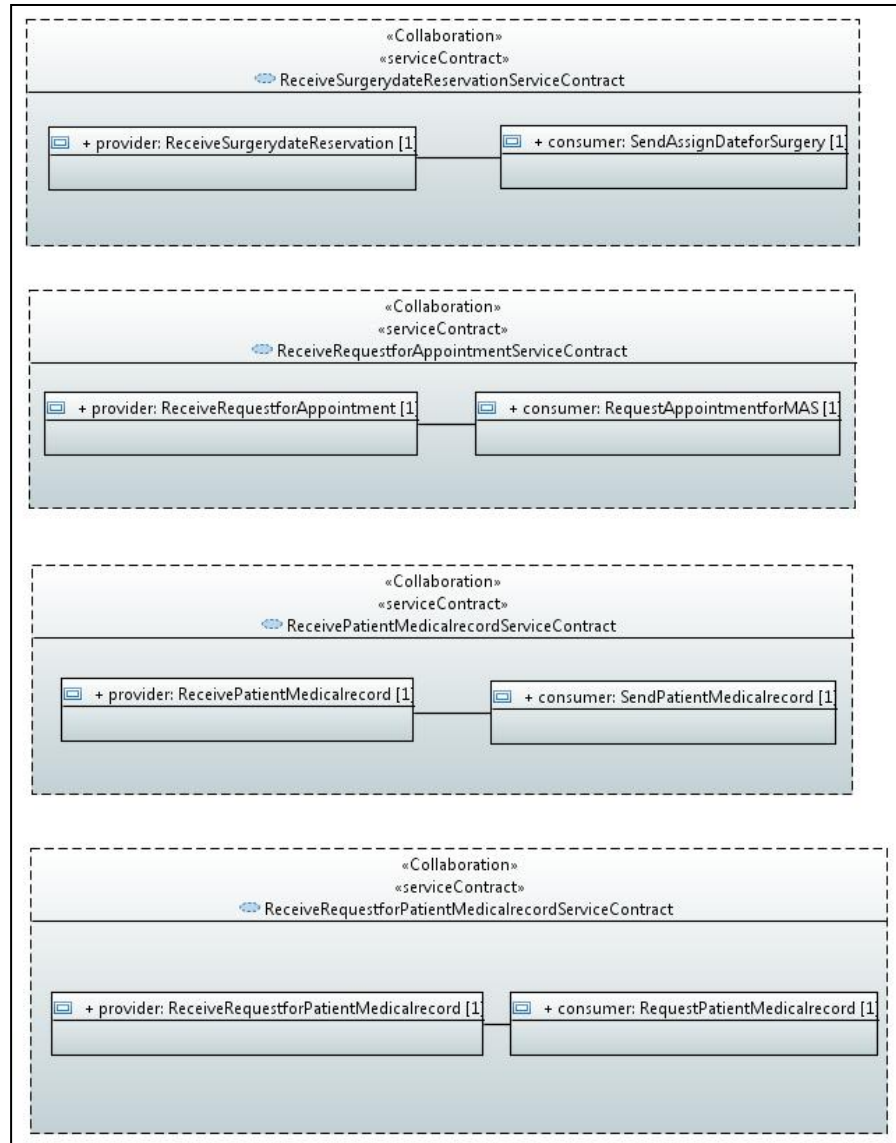 «Collaboration»
«serviceContract»
ReceiveSurgerydateReservationServiceContract
+ provider: ReceiveSurgerydateReservation [1]
+ consumer: SendAssignDateforSurgery [1]
«Collaboration»
«serviceContract»
ReceiveRequestforAppointmentServiceContract
+ provider: ReceiveRequestforAppointment [1]
+ consumer: RequestAppointmentforMAS [1]
«Collaboration»
«serviceContract»
ReceivePatientMedicalrecordServiceContract
+ provider: ReceivePatientMedicalrecord [1]
+ consumer: SendPatientMedicalrecord [1]
«Collaboration»
«serviceContract»
ReceiveRequestforPatientMedicalrecordServiceContract
+ provider: ReceiveRequestforPatientMedicalrecord [1]
+ consumer: RequestPatientMedicalrecord [1]